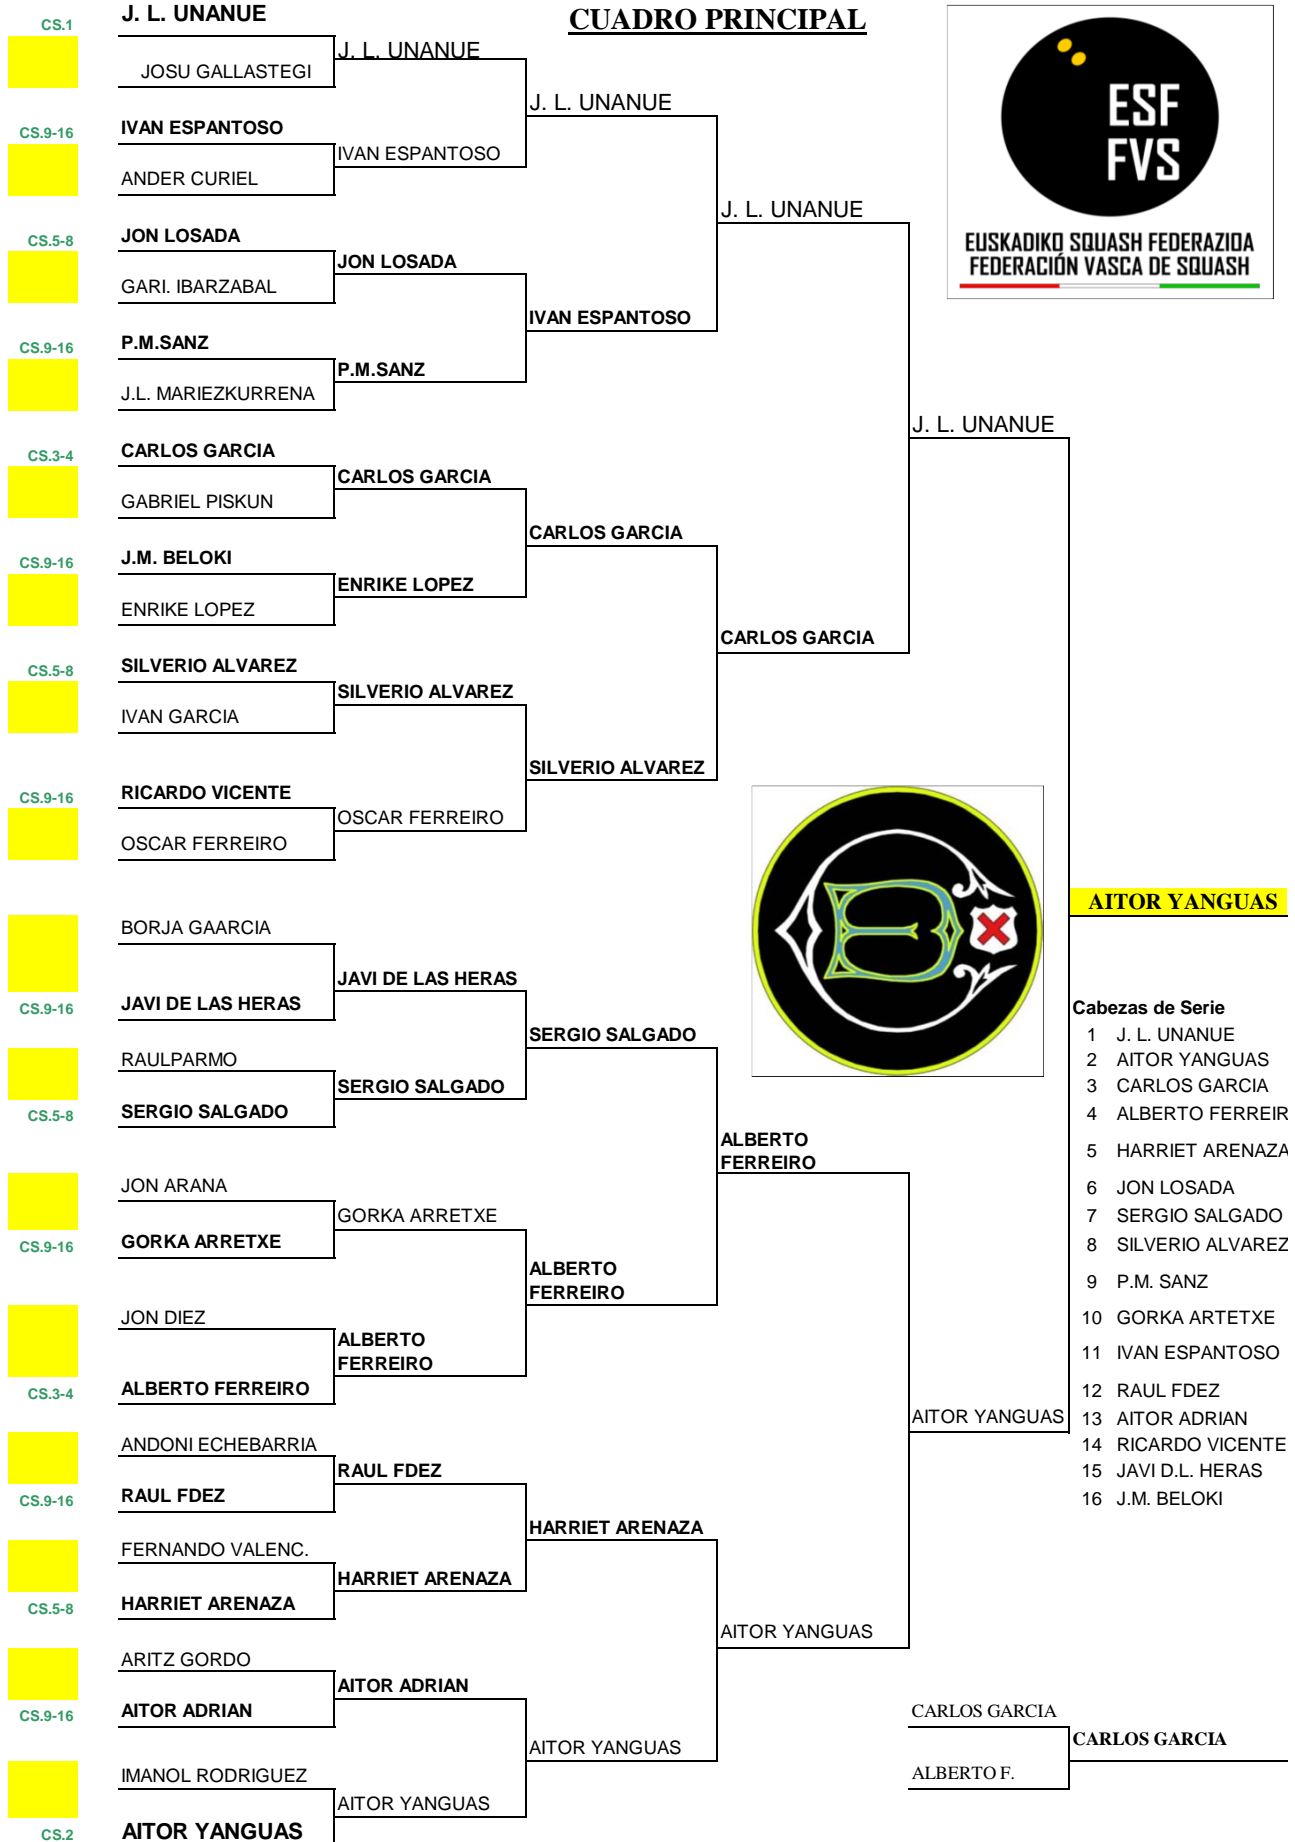 CUADRO PRINCIPAL
ESF
FVS
EUSKADIKO SQUASH FEDERAZIOA
FEDERACIÓN VASCA DE SQUASH
CS.1
J. L. UNANUE
JOSU GALLASTEGI
CS.9-16
IVAN ESPANTOSO
ANDER CURIEL
CS.5-8
JON LOSADA
GARI. IBARZABAL
CS.9-16
P.M.SANZ
J.L. MARIEZKURRENA
CS.3-4
CARLOS GARCIA
GABRIEL PISKUN
CS.9-16
J.M. BELOKI
ENRIKE LOPEZ
CS.5-8
SILVERIO ALVAREZ
IVAN GARCIA
CS.9-16
RICARDO VICENTE
OSCAR FERREIRO
BORJA GAARCIA
CS.9-16
JAVI DE LAS HERAS
RAULPARMO
CS.5-8
SERGIO SALGADO
JON ARANA
CS.9-16
GORKA ARRETXE
JON DIEZ
CS.3-4
ALBERTO FERREIRO
ANDONI ECHEBARRIA
CS.9-16
RAUL FDEZ
FERNANDO VALENC.
CS.5-8
HARRIET ARENAZA
ARITZ GORDO
CS.9-16
AITOR ADRIAN
IMANOL RODRIGUEZ
CS.2
AITOR YANGUAS
J. L. UNANUE
IVAN ESPANTOSO
JON LOSADA
P.M.SANZ
CARLOS GARCIA
ENRIKE LOPEZ
SILVERIO ALVAREZ
OSCAR FERREIRO
JAVI DE LAS HERAS
SERGIO SALGADO
GORKA ARRETXE
ALBERTO
FERREIRO
RAUL FDEZ
HARRIET ARENAZA
AITOR ADRIAN
AITOR YANGUAS
J. L. UNANUE
IVAN ESPANTOSO
CARLOS GARCIA
SILVERIO ALVAREZ
SERGIO SALGADO
ALBERTO
FERREIRO
HARRIET ARENAZA
AITOR YANGUAS
J. L. UNANUE
CARLOS GARCIA
ALBERTO
FERREIRO
AITOR YANGUAS
J. L. UNANUE
AITOR YANGUAS
AITOR YANGUAS
Cabezas de Serie
1 J. L. UNANUE
2 AITOR YANGUAS
3 CARLOS GARCIA
4 ALBERTO FERREIR
5 HARRIET ARENAZA
6 JON LOSADA
7 SERGIO SALGADO
8 SILVERIO ALVAREZ
9 P.M. SANZ
10 GORKA ARTETXE
11 IVAN ESPANTOSO
12 RAUL FDEZ
13 AITOR ADRIAN
14 RICARDO VICENTE
15 JAVI D.L. HERAS
16 J.M. BELOKI
CARLOS GARCIA
ALBERTO F.
CARLOS GARCIA